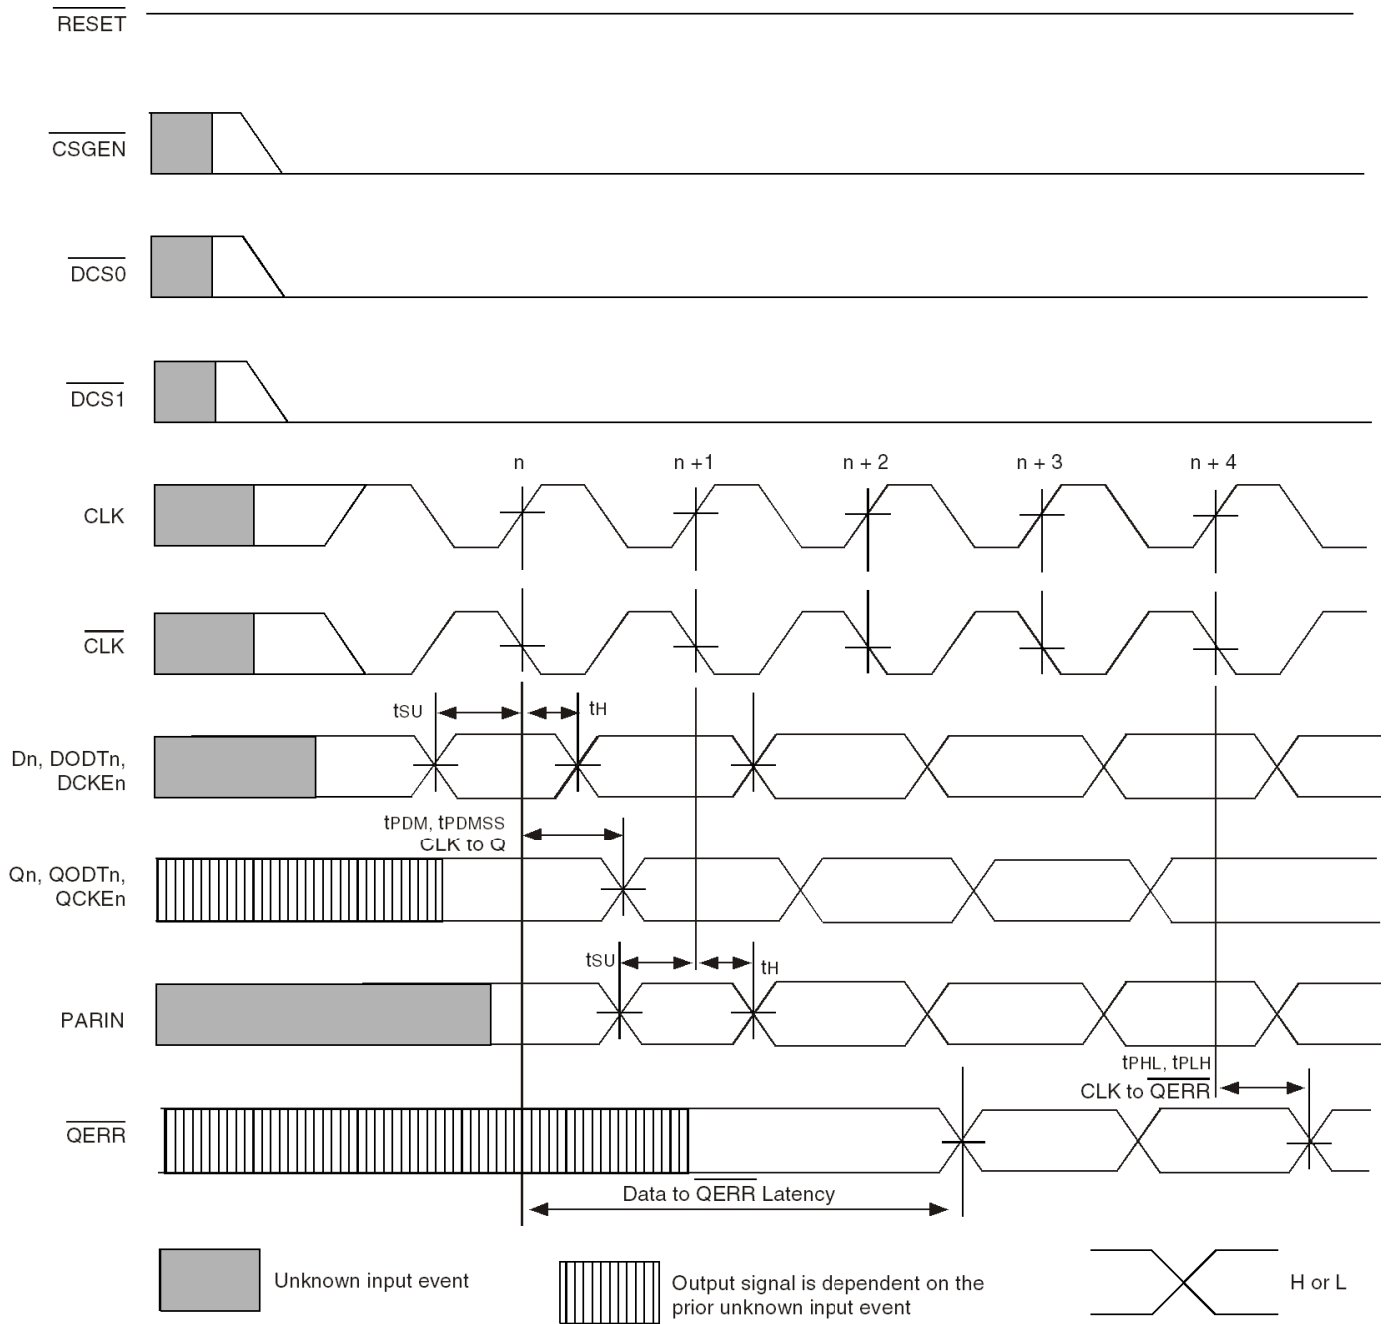 RESET
CSGEN
DCS0
DCS1
n
n +1
n + 2
n + 3
n + 4
CLK
CLK
tSU
tH
Dn, DODTn,
DCKEn
tPDM, tPDMSS
CLK to Q
Qn, QODTn,
QCKEn
tSU
tH
PARIN
tPHL, tPLH
CLK to QERR
QERR
Data to QERR Latency
Unknown input event
Output signal is dependent on the
prior unknown input event
H or L